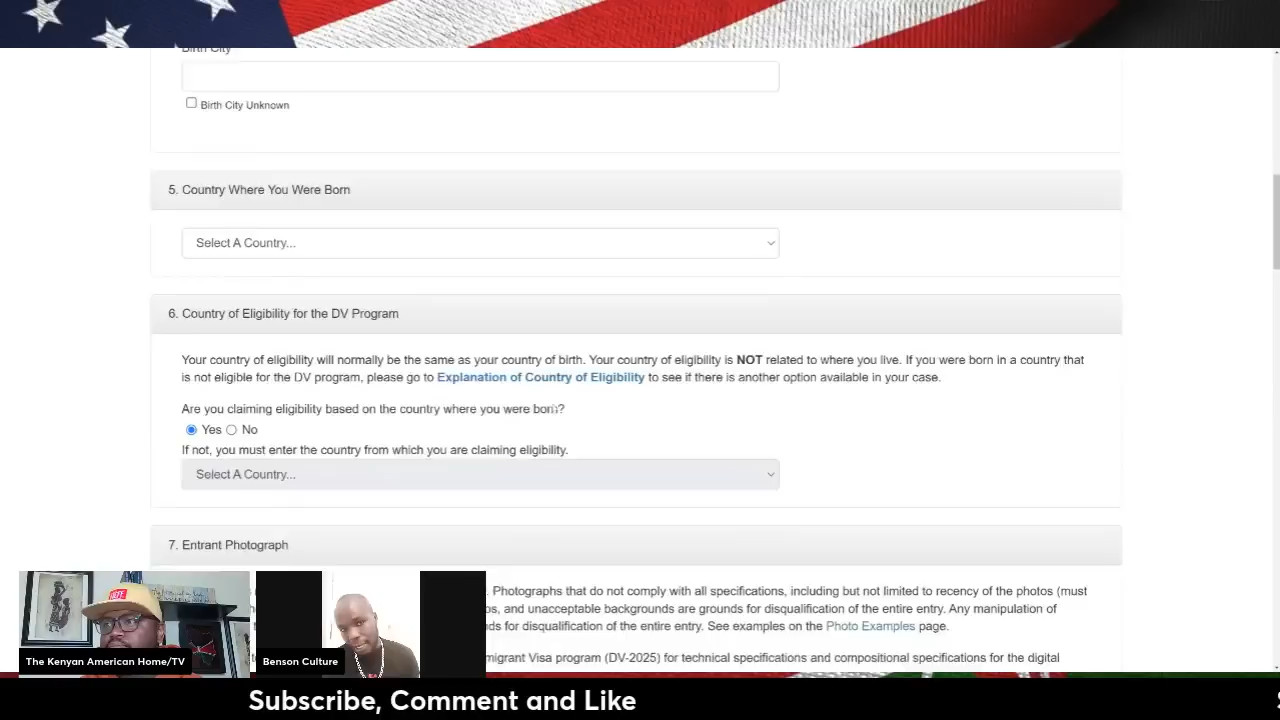 Birth City
Birth City Unknown
5. Country Where You Were Born
Select A Country...
6. Country of Eligibility for the DV Program
Your country of eligibility will normally be the same as your country of birth. Your country of eligibility is NOT related to where you live. If you were born in a country that
is not eligible for the DV program, please go to Explanation of Country of Eligibility to see if there is another option available in your case.
Are you claiming eligibility based on the country where you were born?
Yes No
If not, you must enter the country from which you are claiming eligibility.
Select A Country...
7. Entrant Photograph
. Photographs that do not comply with all specifications, including but not limited to recency of the photos (must
and unacceptable backgrounds are grounds for disqualification of the entire entry. Any manipulation of
for disqualification of the entire entry. See examples on the Photo Examples page.
Visa program (DV-2025) for technical specifications and compositional specifications for the digital
The Kenyan American Home/TV
Benson Culture
Subscribe, Comment and Like